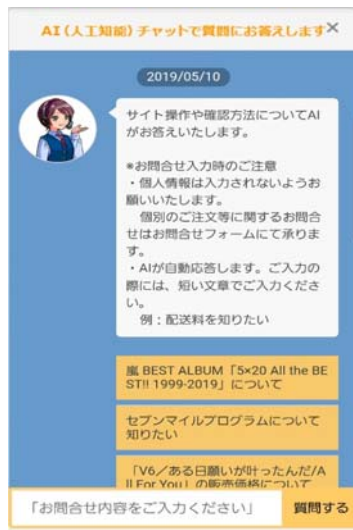 AI(人工知能)チャットで質問にお答えします×
2019/05/10
サイト操作や確認方法についてAI
がお答えいたします。
*お問合せ入力時のご注意
・個人情報は入力されないようお
願いいたします。
個別のご注文等に関するお問合
せはお問合せフォームにて承りま
す。
・AIが自動応答します。ご入力の
際には、短い文章でご入力くださ
い。
例:配送料を知りたい
嵐 BEST ALBUM「5×20 All the BE
ST!! 1999-2019」について
セブンマイルプログラムについて
知りたい
「V6/ある日願いが叶ったんだ/A
ll For You」の販売価格について
「お問合せ内容をご入力ください」
質問する